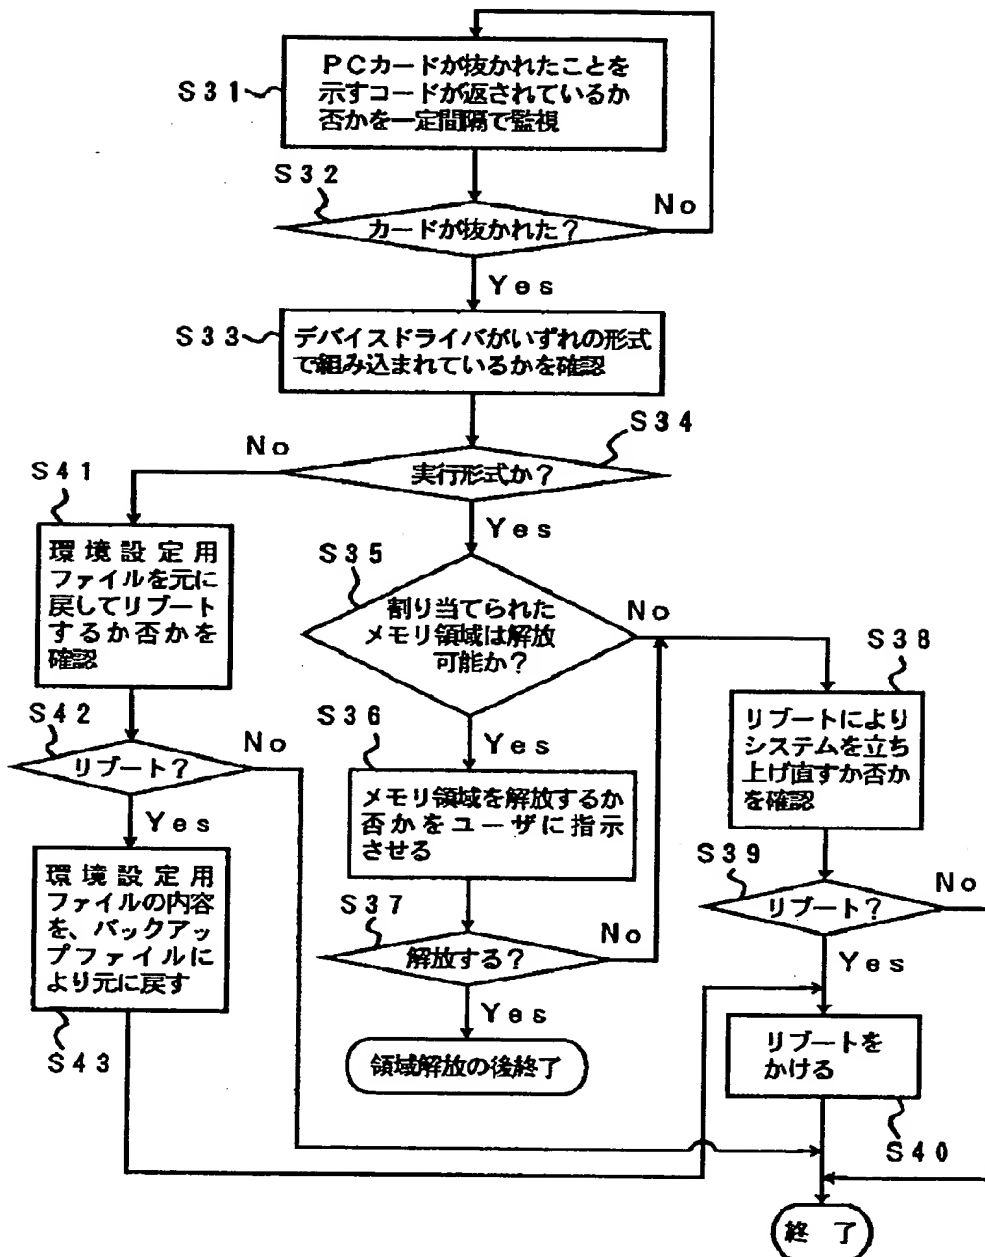 S31
PCカードが抜かれたことを
示すコードが返されているか
否かを一定間隔で監視
S32
カードが抜かれた?
No
Yes
S33
デバイスドライバがいずれの形式
で組み込まれているかを確認
S34
実行形式か?
No
Yes
S41
環境設定用
ファイルを元に
戻してリブート
するか否かを
確認
S35
割り当てられた
メモリ領域は解放
可能か?
No
Yes
S38
リブートにより
システムを立ち
上げ直すか否か
を確認
S42
リブート?
No
Yes
S36
メモリ領域を解放するか
否かをユーザに指示
させる
S39
リブート?
No
Yes
S43
環境設定用
ファイルの内容
を、バックアッ
プファイルに
より元に戻す
S37
解放する?
No
Yes
領域解放の後終了
リブートを
かける
S40
終了